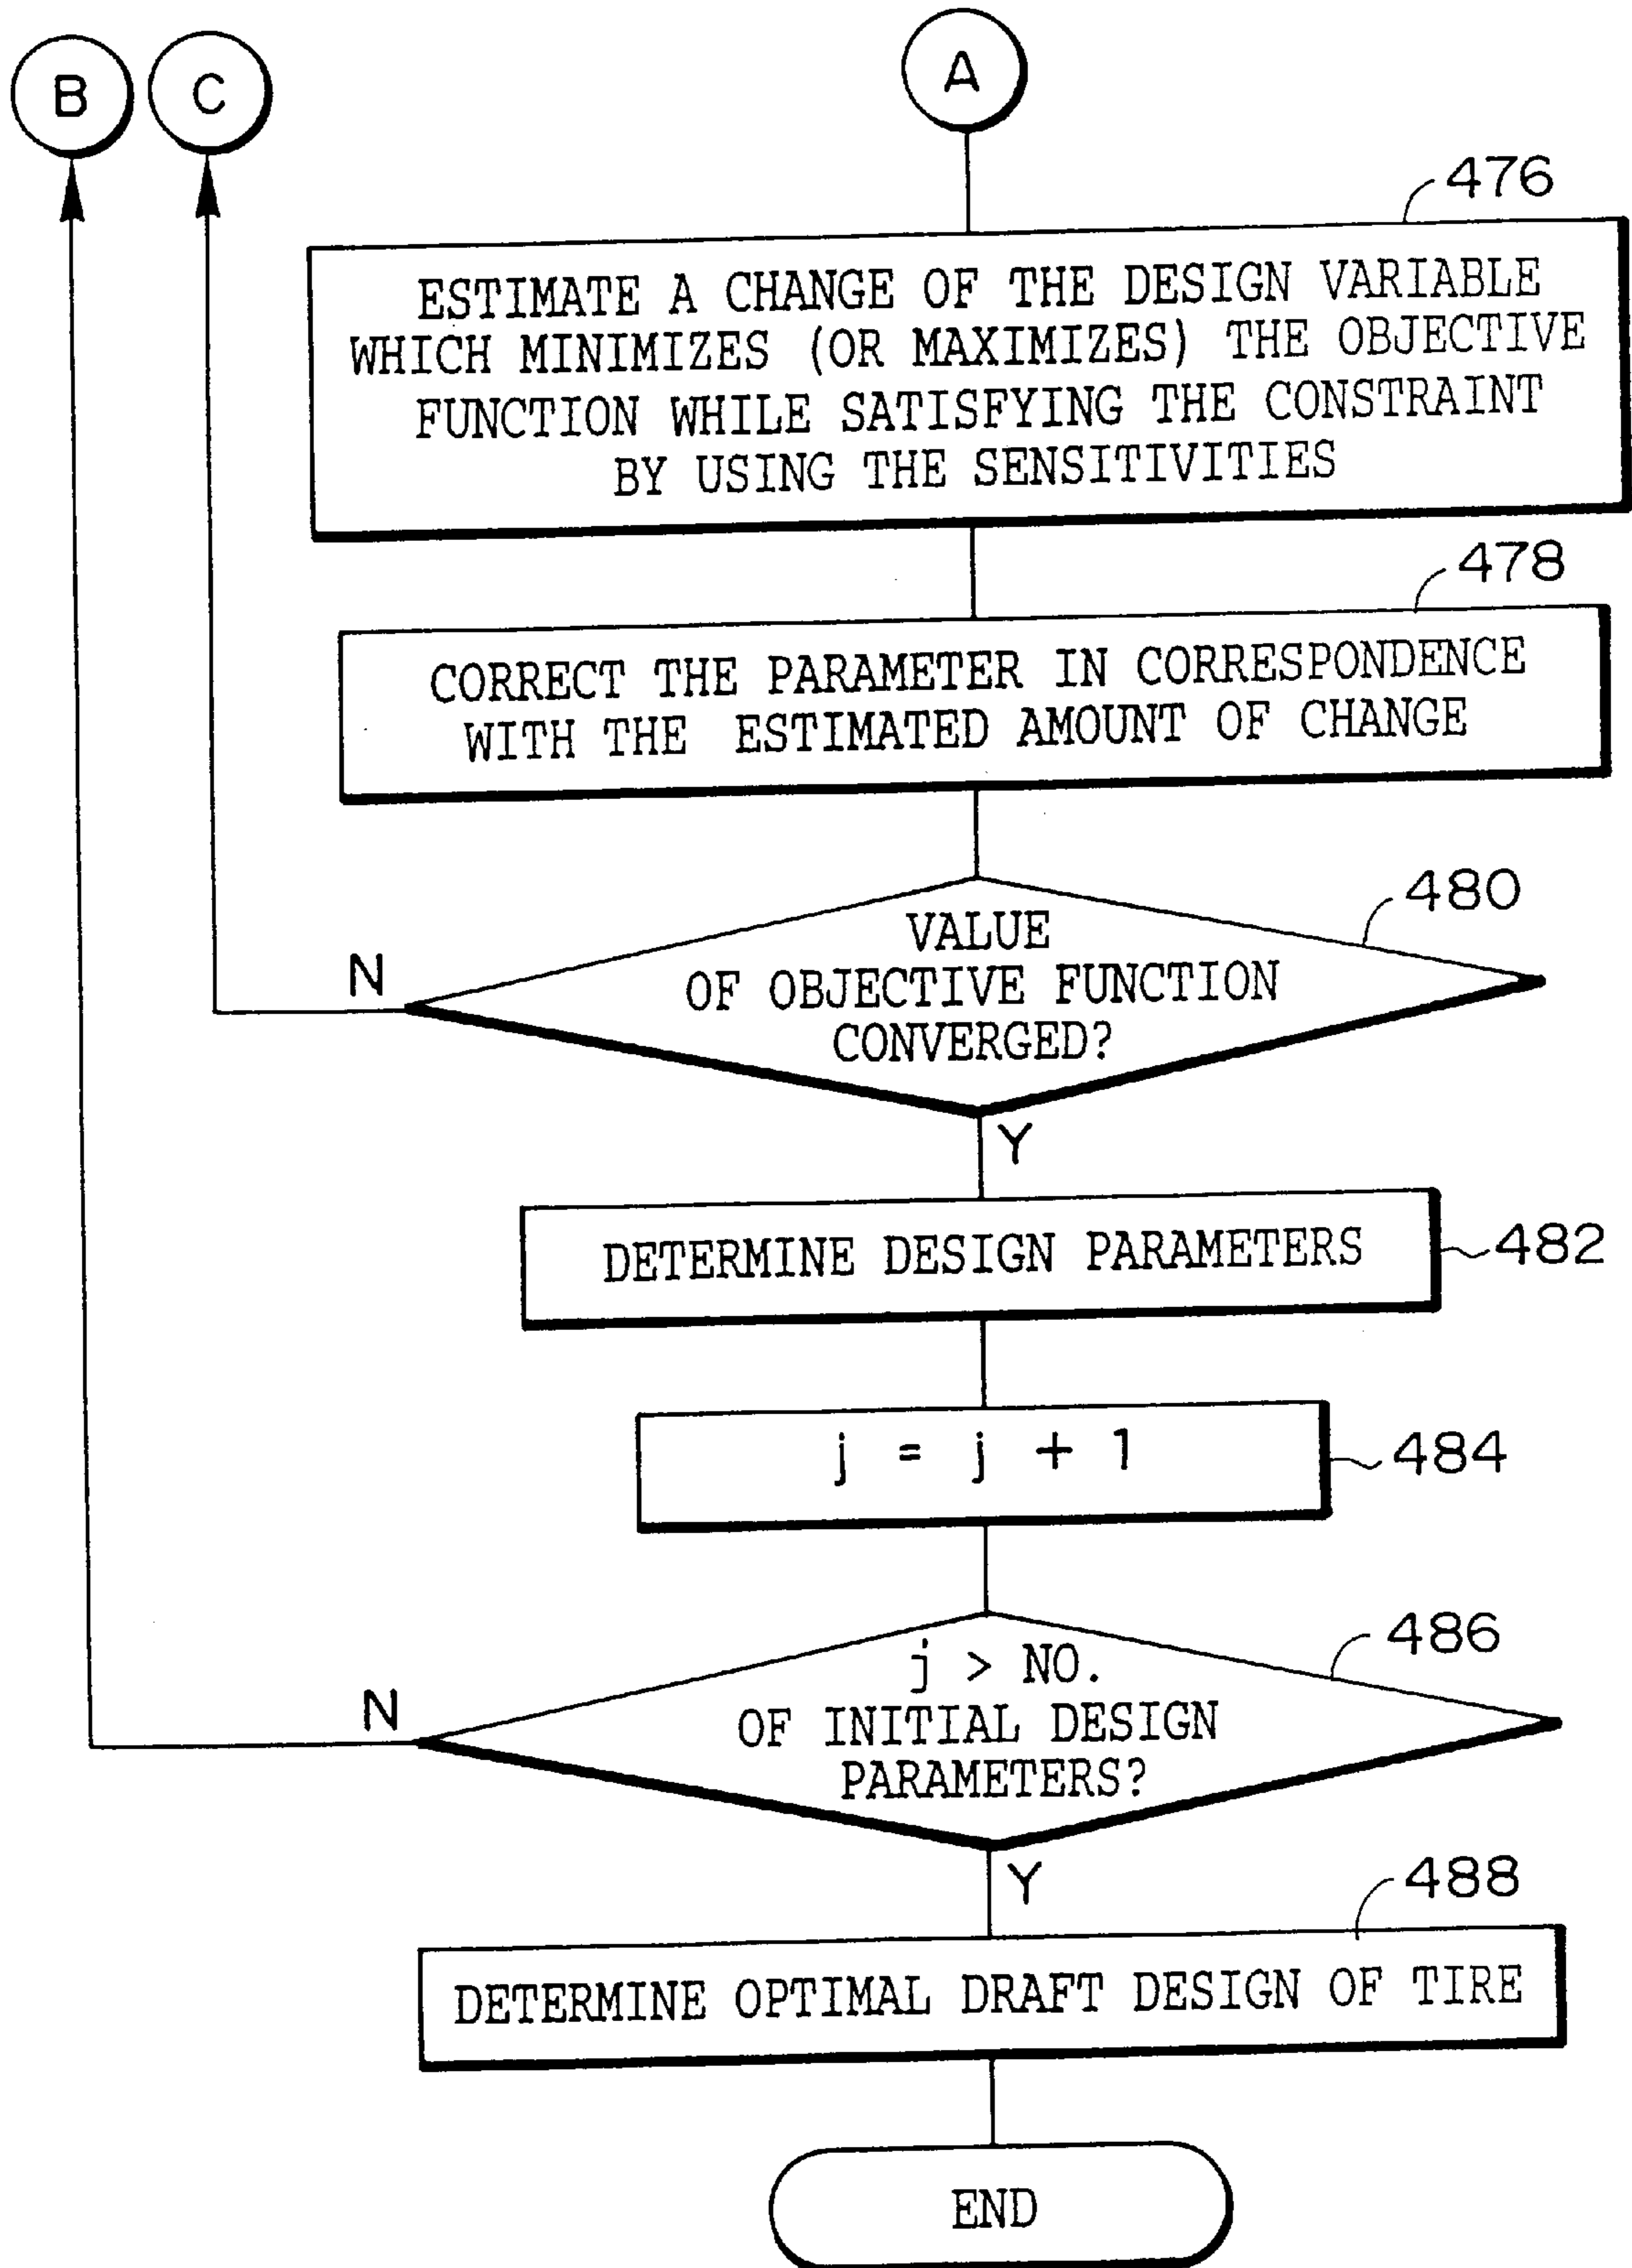 B
C
A
476
ESTIMATE A CHANGE OF THE DESIGN VARIABLE
WHICH MINIMIZES (OR MAXIMIZES) THE OBJECTIVE
FUNCTION WHILE SATISFYING THE CONSTRAINT
BY USING THE SENSITIVITIES
478
CORRECT THE PARAMETER IN CORRESPONDENCE
WITH THE ESTIMATED AMOUNT OF CHANGE
480
VALUE
OF OBJECTIVE FUNCTION
CONVERGED?
N
Y
DETERMINE DESIGN PARAMETERS
482
j = j + 1
484
486
j > NO.
OF INITIAL DESIGN
PARAMETERS?
N
Y
488
DETERMINE OPTIMAL DRAFT DESIGN OF TIRE
END